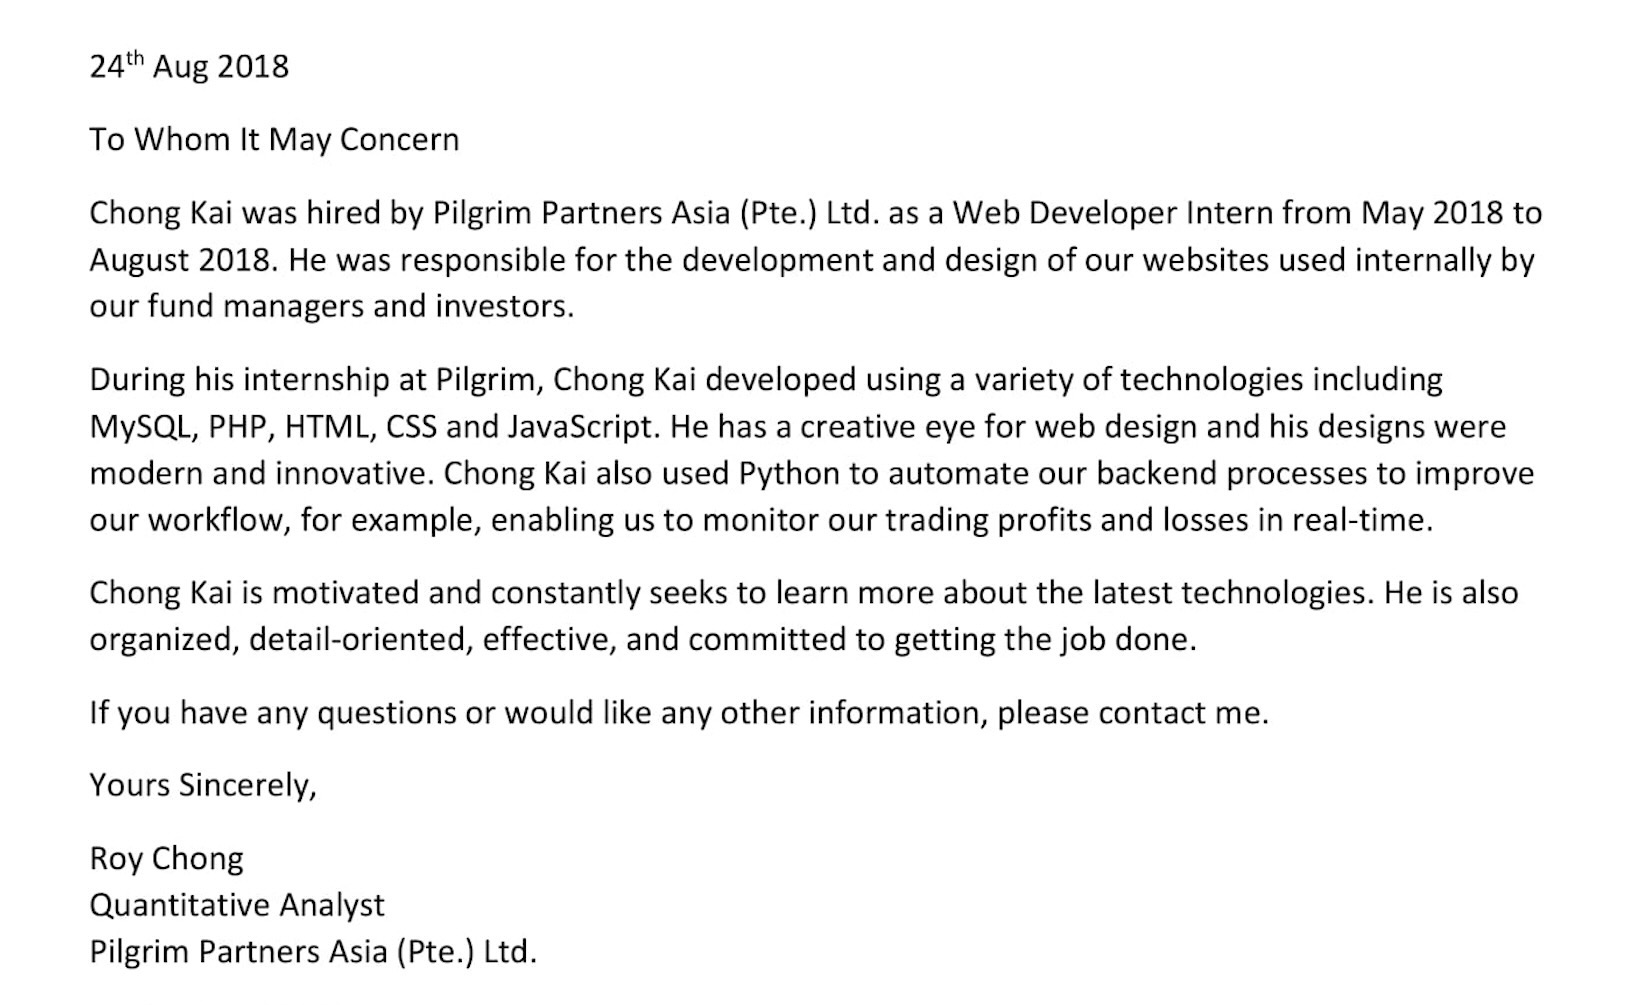 24th Aug 2018
To Whom It May Concern
Chong Kai was hired by Pilgrim Partners Asia (Pte.) Ltd. as a Web Developer Intern from May 2018 to
August 2018. He was responsible for the development and design of our websites used internally by
our fund managers and investors.
During his internship at Pilgrim, Chong Kai developed using a variety of technologies including
MySQL, PHP, HTML, CSS and JavaScript. He has a creative eye for web design and his designs were
modern and innovative. Chong Kai also used Python to automate our backend processes to improve
our workflow, for example, enabling us to monitor our trading profits and losses in real-time.
Chong Kai is motivated and constantly seeks to learn more about the latest technologies. He is also
organized, detail-oriented, effective, and committed to getting the job done.
If you have any questions or would like any other information, please contact me.
Yours Sincerely,
Roy Chong
Quantitative Analyst
Pilgrim Partners Asia (Pte.) Ltd.